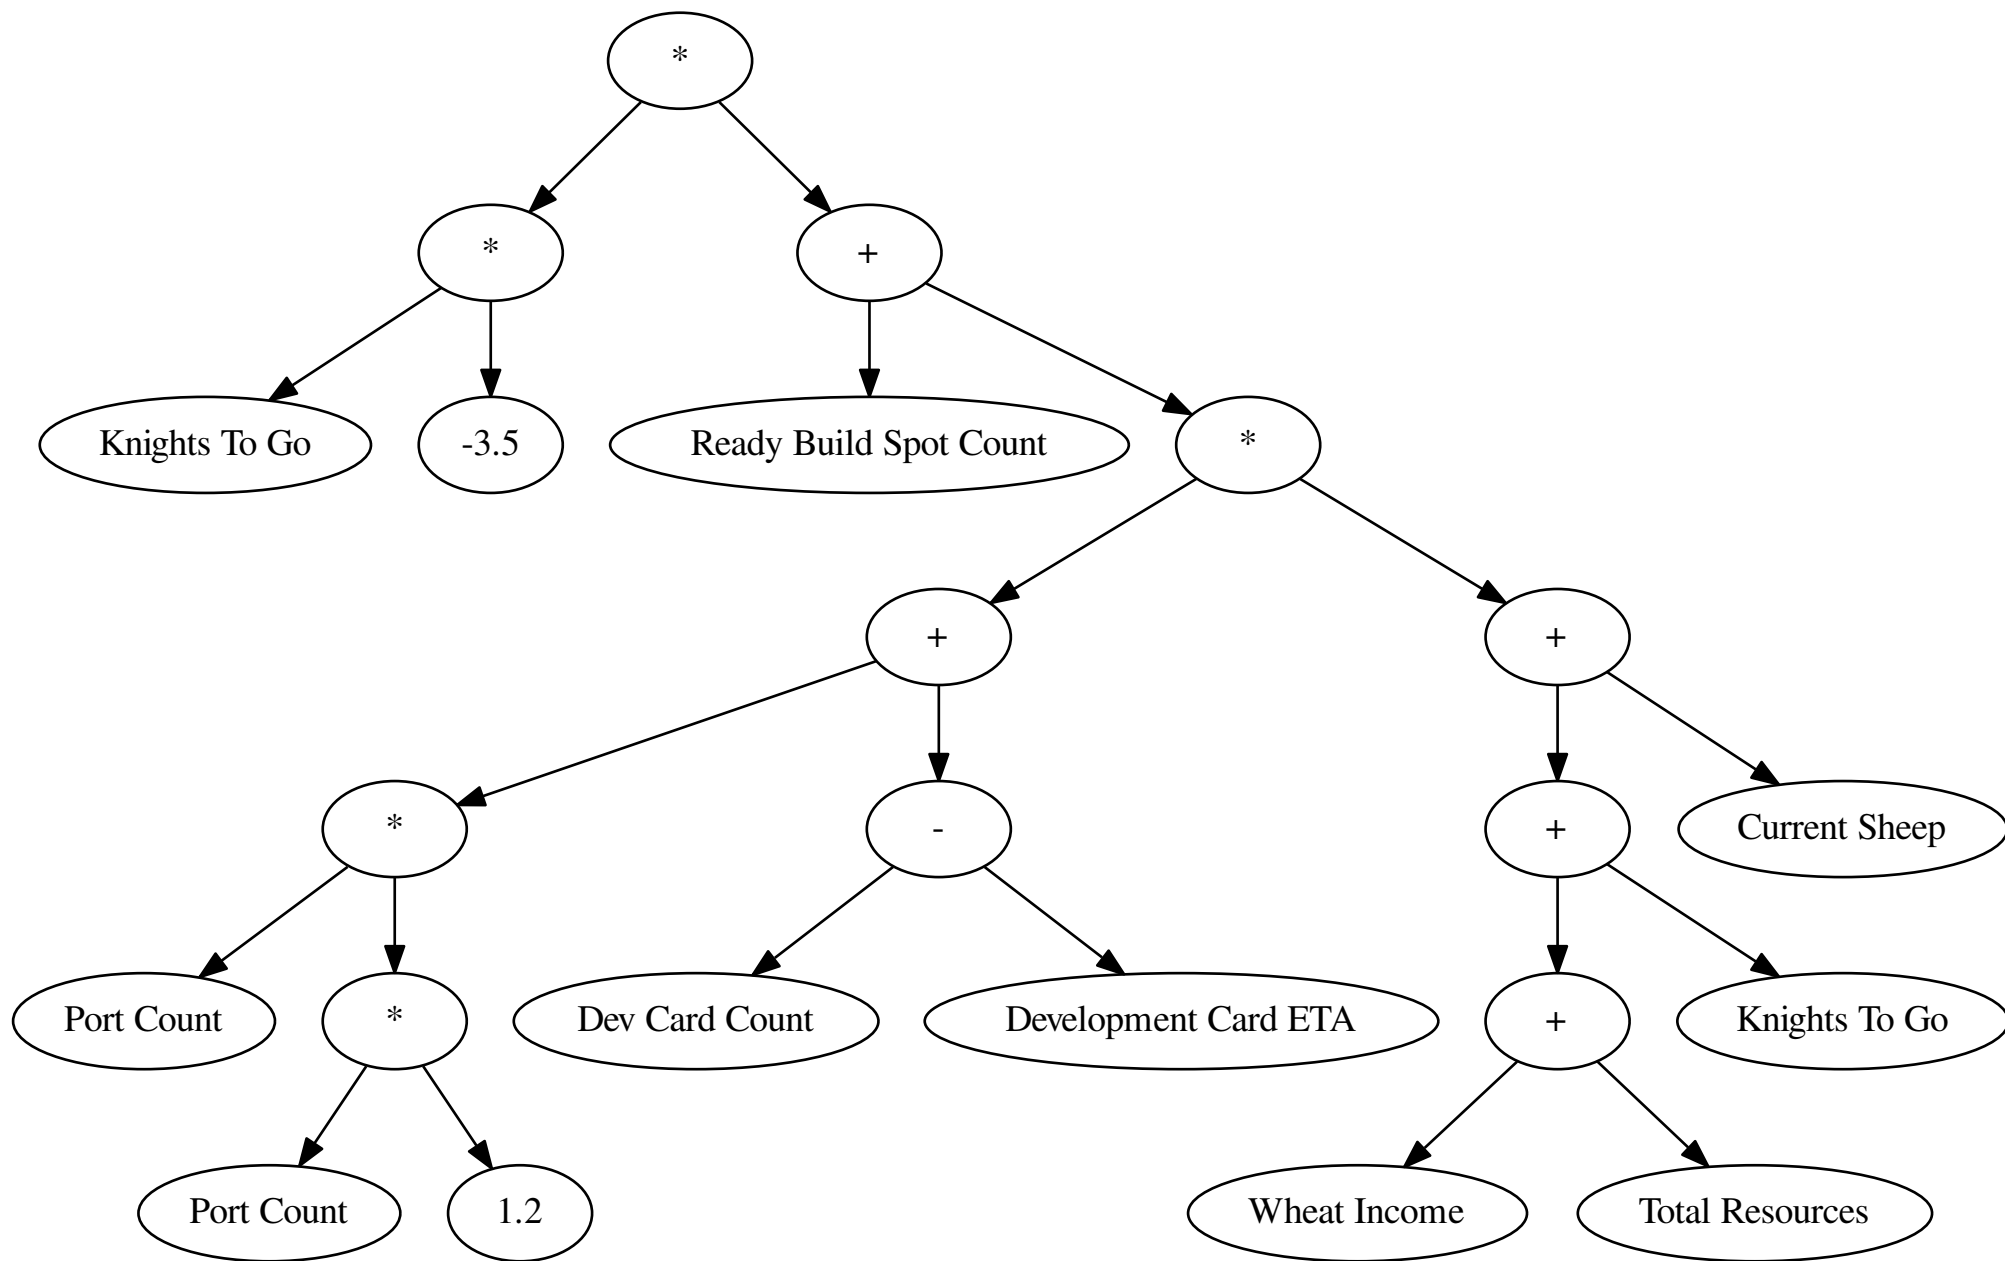 *
*
+
Knights To Go
-3.5
Ready Build Spot Count
*
+
+
*
-
+
Current Sheep
Port Count
*
Dev Card Count
Development Card ETA
+
Knights To Go
Port Count
1.2
Wheat Income
Total Resources